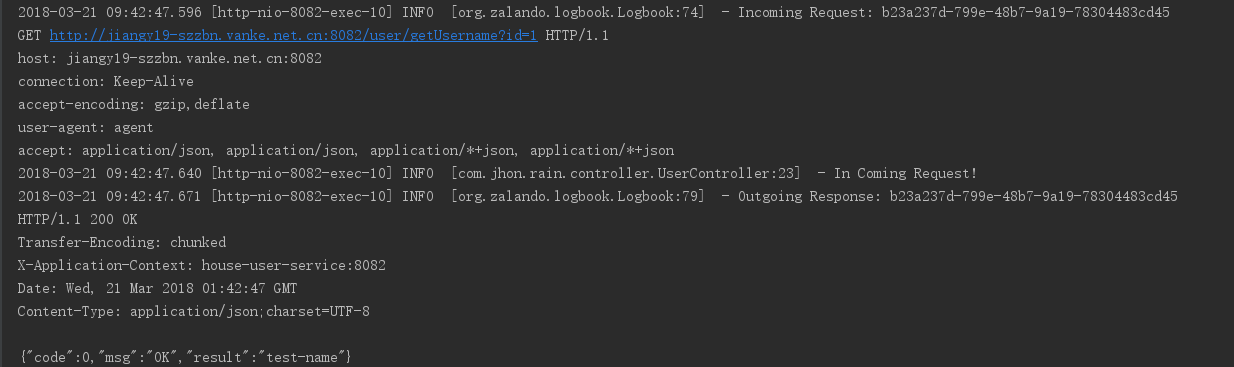 2018-03-21 09:42:47.596 [http-nio-8082-exec-10] INFO  [org.zalando.logbook.Logbook:74]  - Incoming Request: b23a237d-799e-48b7-9a19-78304483cd45
GET http://jiangy19-szzbn.vanke.net.cn:8082/user/getUsername?id=1 HTTP/1.1
host: jiangy19-szzbn.vanke.net.cn:8082
connection: Keep-Alive
accept-encoding: gzip,deflate
user-agent: agent
accept: application/json, application/json, application/*+json, application/*+json
2018-03-21 09:42:47.640 [http-nio-8082-exec-10] INFO  [com.jhon.rain.controller.UserController:23]  - In Coming Request!
2018-03-21 09:42:47.671 [http-nio-8082-exec-10] INFO  [org.zalando.logbook.Logbook:79]  - Outgoing Response: b23a237d-799e-48b7-9a19-78304483cd45
HTTP/1.1 200 OK
Transfer-Encoding: chunked
X-Application-Context: house-user-service:8082
Date: Wed, 21 Mar 2018 01:42:47 GMT
Content-Type: application/json;charset=UTF-8
{"code":0,"msg":"OK","result":"test-name"}